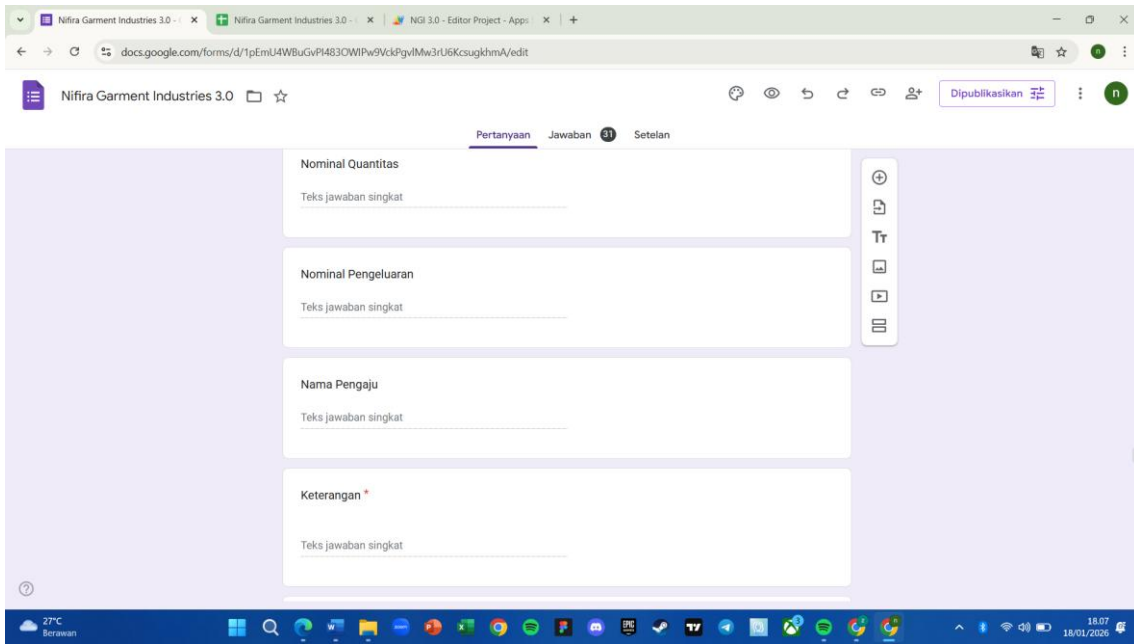 Nifira Garment Industries 3.0 -
Nifira Garment Industries 3.0 -
NGI 3.0 - Editor Project - Apps
docs.google.com/forms/d/1pEmU4WBuGvPl483OWIPw9VckPgvlMw3rU6KcsugkhmA/edit
n
Nifira Garment Industries 3.0
Dipublikasikan
n
Pertanyaan Jawaban 31 Setelan
Nominal Quantitas
Teks jawaban singkat
Nominal Pengeluaran
Teks jawaban singkat
Nama Pengaju
Teks jawaban singkat
Keterangan *
Teks jawaban singkat
27°C
Berawan
18.07
18/01/2026